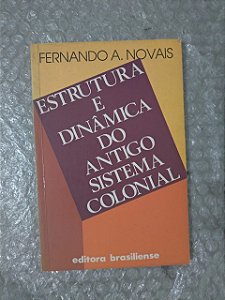 FERNANDO A. NOVAIS
ESTRUTURA
E
DINÂMICA
DO
ANTIGO
SISTEMA
COLONIAL
editora brasiliense